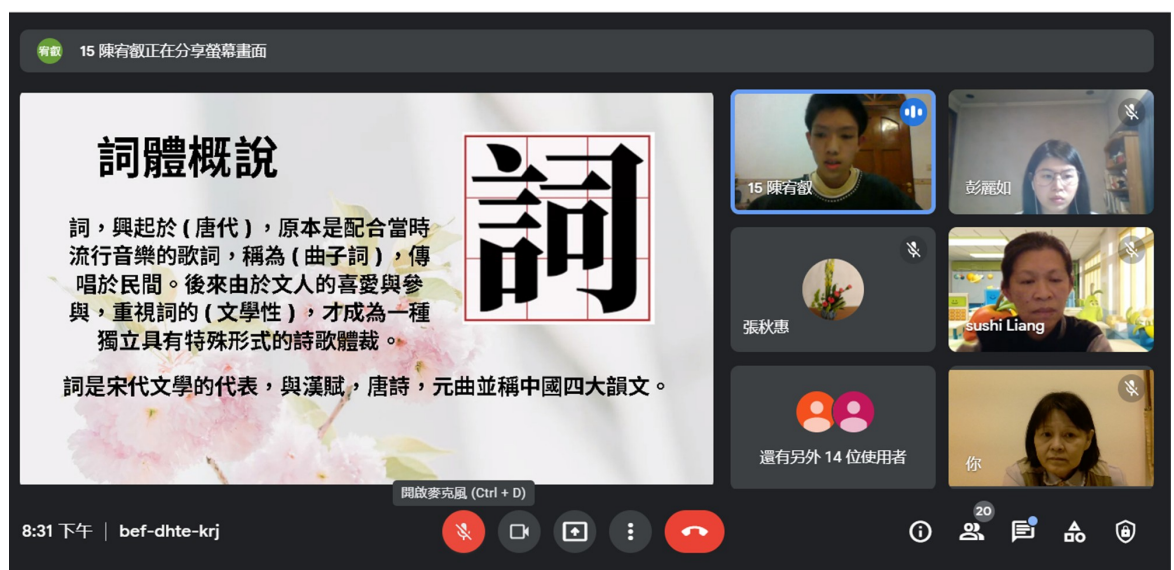 宥叡
15 陳宥叡正在分享螢幕畫面
詞體概說
詞
詞，興起於 ( 唐代 ) ，原本是配合當時
流行音樂的歌詞，稱為 ( 曲子詞 ) ，傳
唱於民間。後來由於文人的喜愛與參
與，重視詞的 ( 文學性 ) ，才成為一種
獨立具有特殊形式的詩歌體裁。
詞是宋代文學的代表，與漢賦，唐詩，元曲並稱中國四大韻文。
15 陳宥叡
彭麗如
張秋惠
sushi Liang
還有另外 14 位使用者
你
開啟麥克風 (Ctrl + D)
8:31 下午 | bef-dhte-krj
20